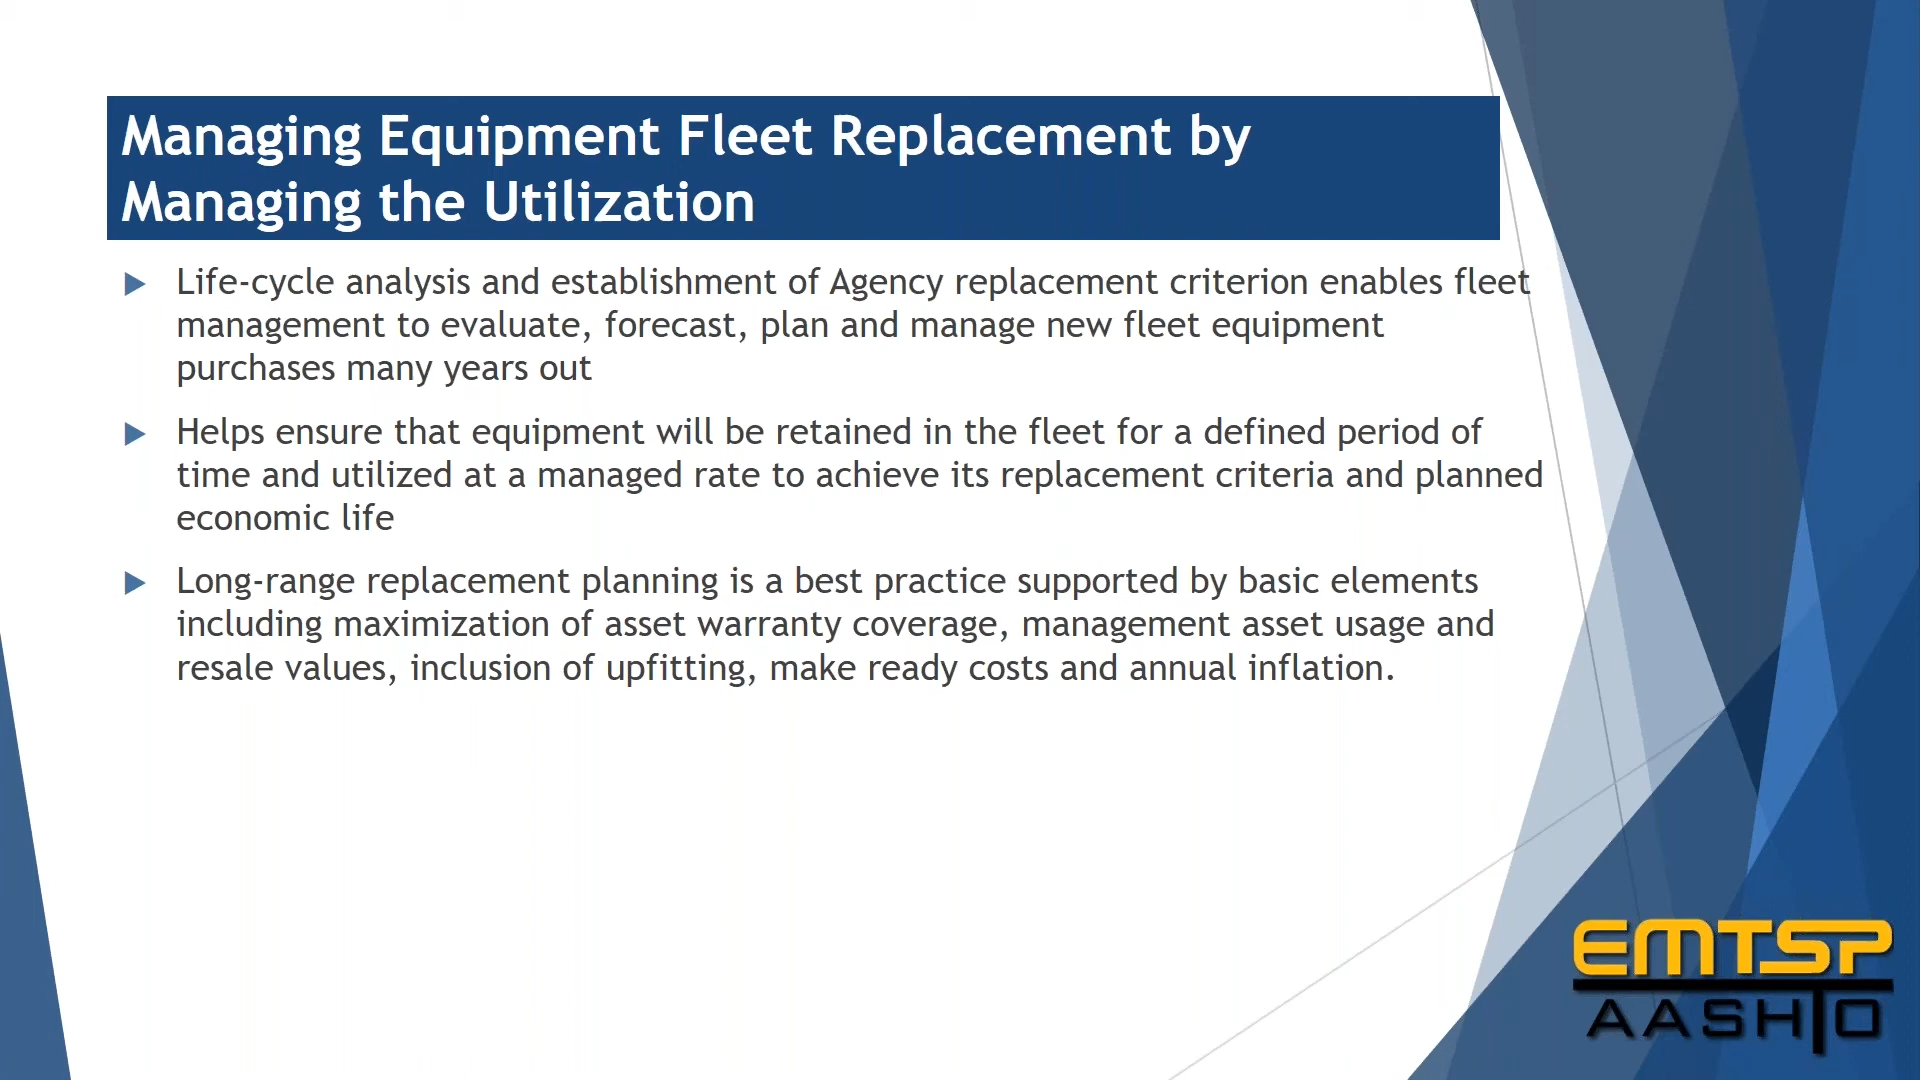 Managing Equipment Fleet Replacement by
Managing the Utilization
Life-cycle analysis and establishment of Agency replacement criterion enables fleet
management to evaluate, forecast, plan and manage new fleet equipment
purchases many years out
Helps ensure that equipment will be retained in the fleet for a defined period of
time and utilized at a managed rate to achieve its replacement criteria and planned
economic life
Long-range replacement planning is a best practice supported by basic elements
including maximization of asset warranty coverage, management asset usage and
resale values, inclusion of upfitting, make ready costs and annual inflation.
EMTSP
AASHTO